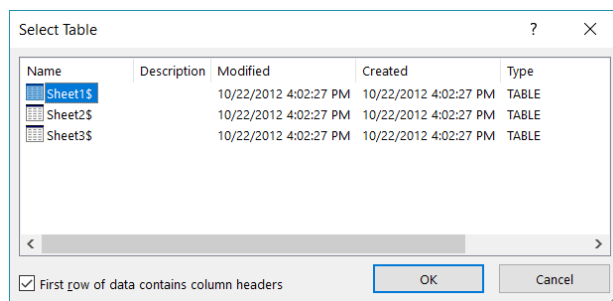 Select Table ?
Name Description Modified Created Type
Sheet1$ 10/22/2012 4:02:27 PM 10/22/2012 4:02:27 PM TABLE
Sheet2$ 10/22/2012 4:02:27 PM 10/22/2012 4:02:27 PM TABLE
Sheet3$ 10/22/2012 4:02:27 PM 10/22/2012 4:02:27 PM TABLE
First row of data contains column headers OK Cancel